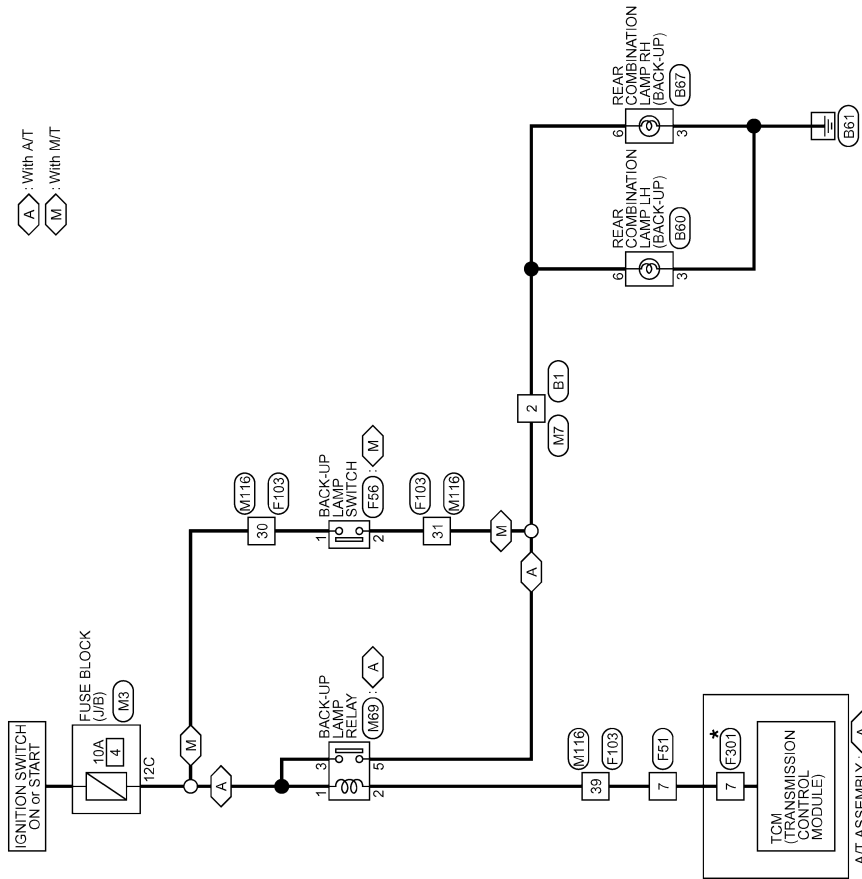 A : With A/T
M : With M/T
IGNITION SWITCH
ON or START
FUSE BLOCK
(J/B)
M3
10A
4
12C
M
A
1
3
2
5
BACK-UP
LAMP
RELAY
M69 : A
M116
F103
30
1
2
BACK-UP
LAMP
SWITCH
F56 : M
F103
M116
31
M
A
M7
2
B1
6
3
REAR
COMBINATION
LAMP LH
(BACK-UP)
B60
6
3
REAR
COMBINATION
LAMP RH
(BACK-UP)
B67
B61
39
M116
F103
7
F51
7
*
F301
TCM
(TRANSMISSION
CONTROL
MODULE)
A/T ASSEMBLY : A